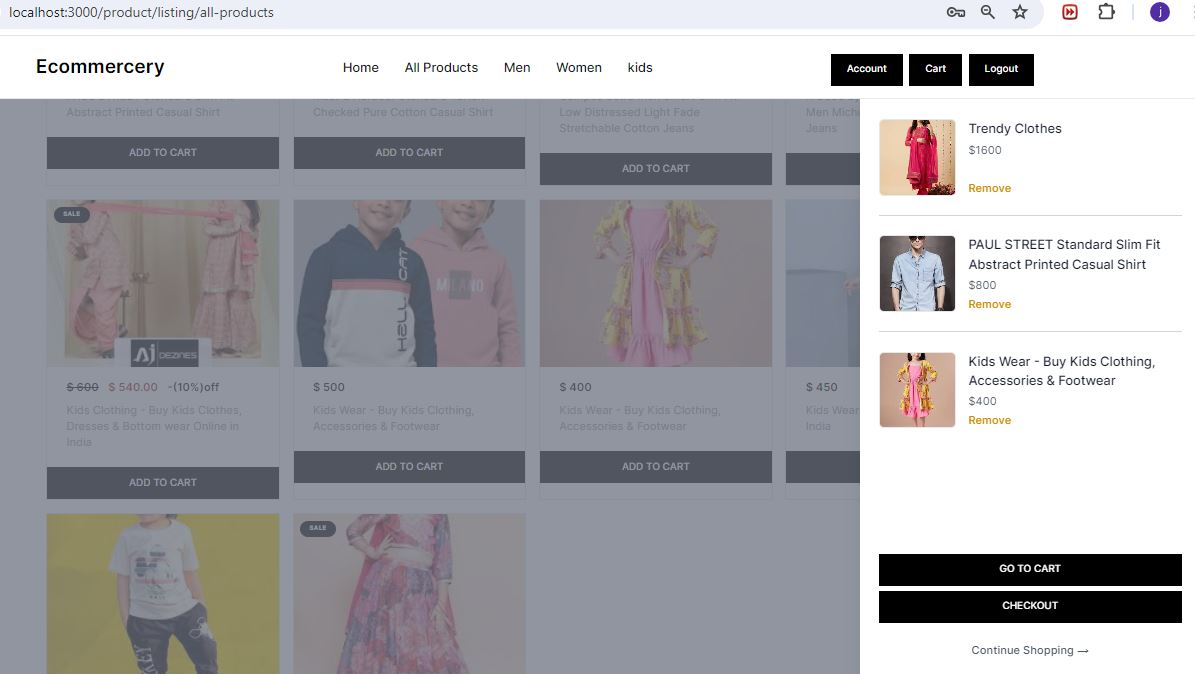 localhost:3000/product/listing/all-products
j
Ecommercery
Home All Products Men Women kids
Account Cart Logout
Abstract Printed Casual Shirt
ADD TO CART
Checked Pure Cotton Casual Shirt
ADD TO CART
Low Distressed Light Fade
Stretchable Cotton Jeans
ADD TO CART
Jeans
SALE
Aj DEZINES
$ 600 $ 540.00 -(10%)off
Kids Clothing - Buy Kids Clothes,
Dresses & Bottom wear Online in
India
ADD TO CART
HELL CAT
MILANO
$ 500
Kids Wear - Buy Kids Clothing,
Accessories & Footwear
ADD TO CART
$ 400
Kids Wear - Buy Kids Clothing,
Accessories & Footwear
ADD TO CART
$ 450
Kids Wear
India
SALE
Trendy Clothes
$1600
Remove
PAUL STREET Standard Slim Fit
Abstract Printed Casual Shirt
$800
Remove
Kids Wear - Buy Kids Clothing,
Accessories & Footwear
$400
Remove
GO TO CART
CHECKOUT
Continue Shopping →